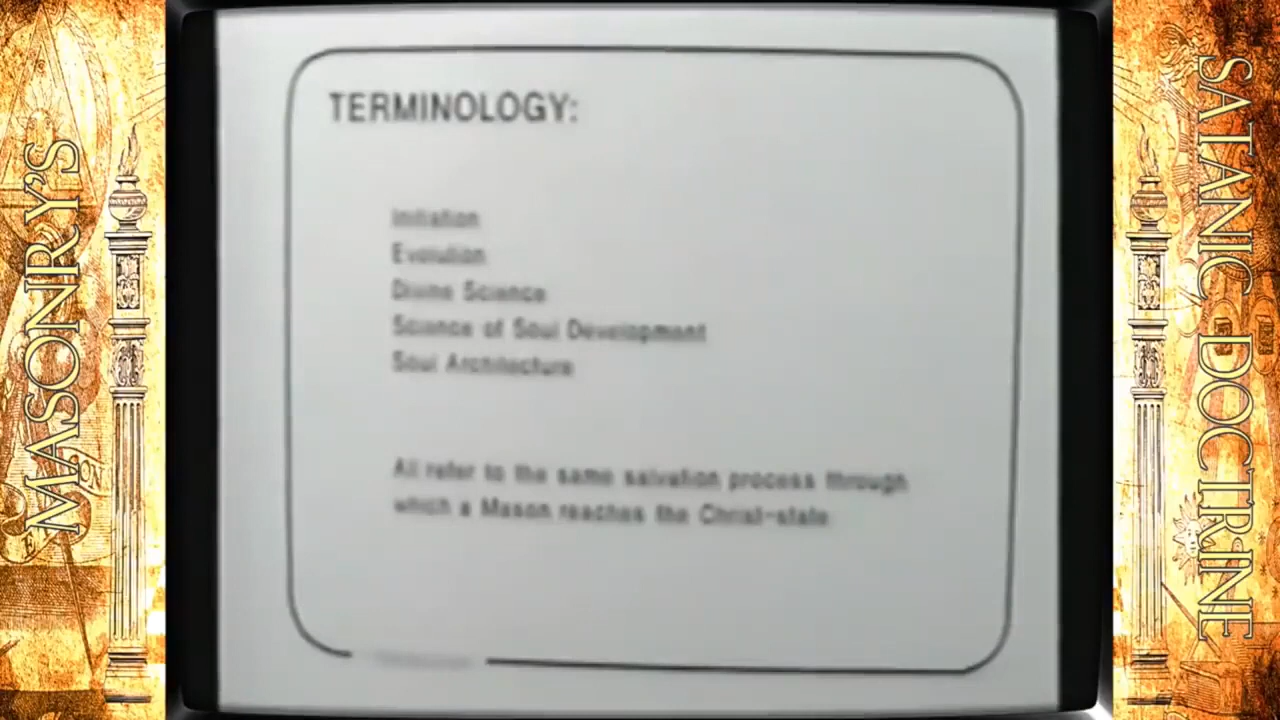 MASONRY'S
TERMINOLOGY:
Initiation
Evolution
Divine Science
Science of Soul Development
Soul Architecture
All refer to the same salvation process through
which a Mason reaches the Christ-state
SATANIC DOCTRINE